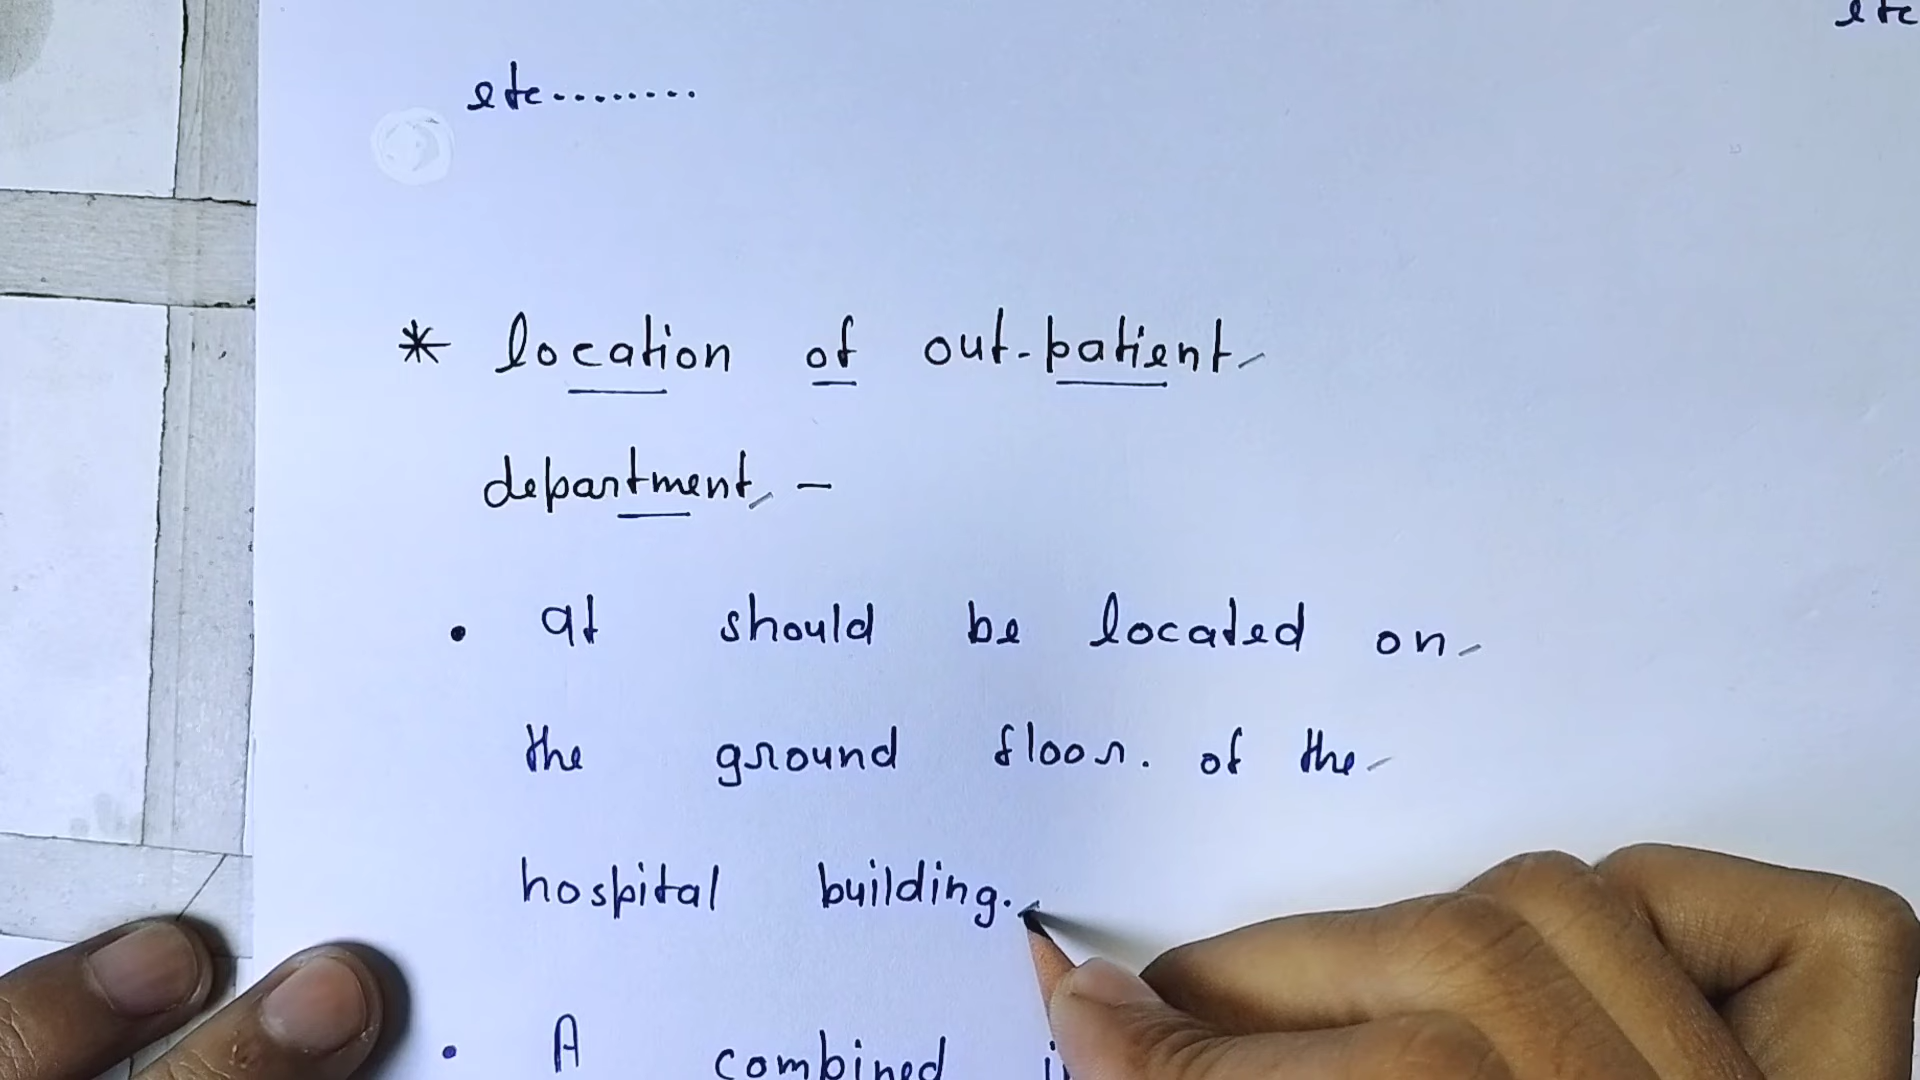 etc
etc........
* location of out-patient
department -
• It should be located on
the ground floor. of the
hospital building.
• A combined